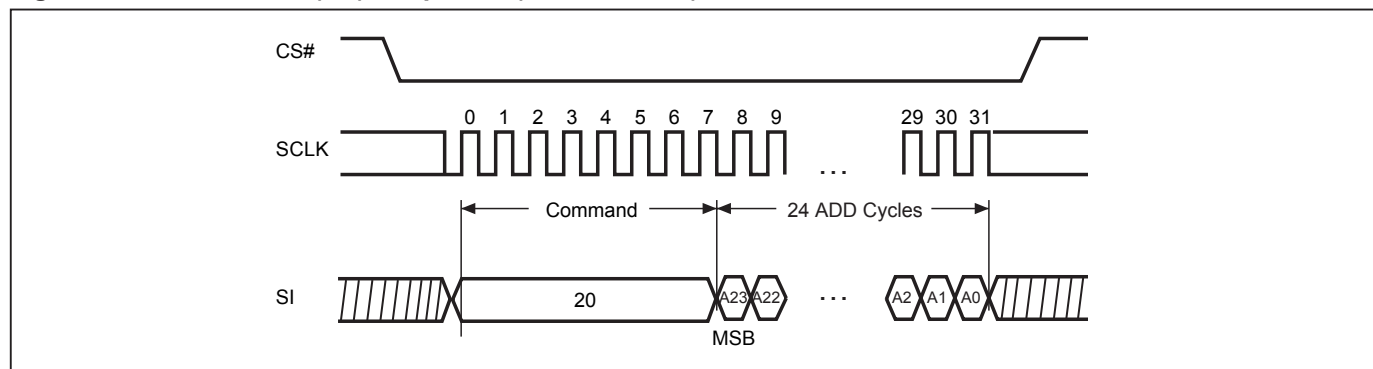 CS#
0 1 2 3 4 5 6 7 8 9 29 30 31
SCLK
...
Command 24 ADD Cycles
SI 20 A23 A22 ... A2 A1 A0
MSB